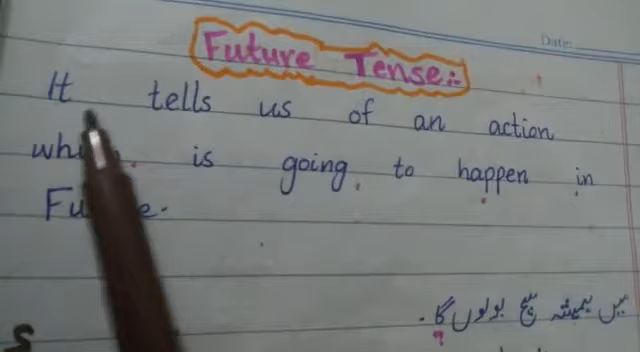 Date:
Future Tense:-
It tells us of an action
is going to happen in
میں ہمیشہ سچ بولوں گا۔
?